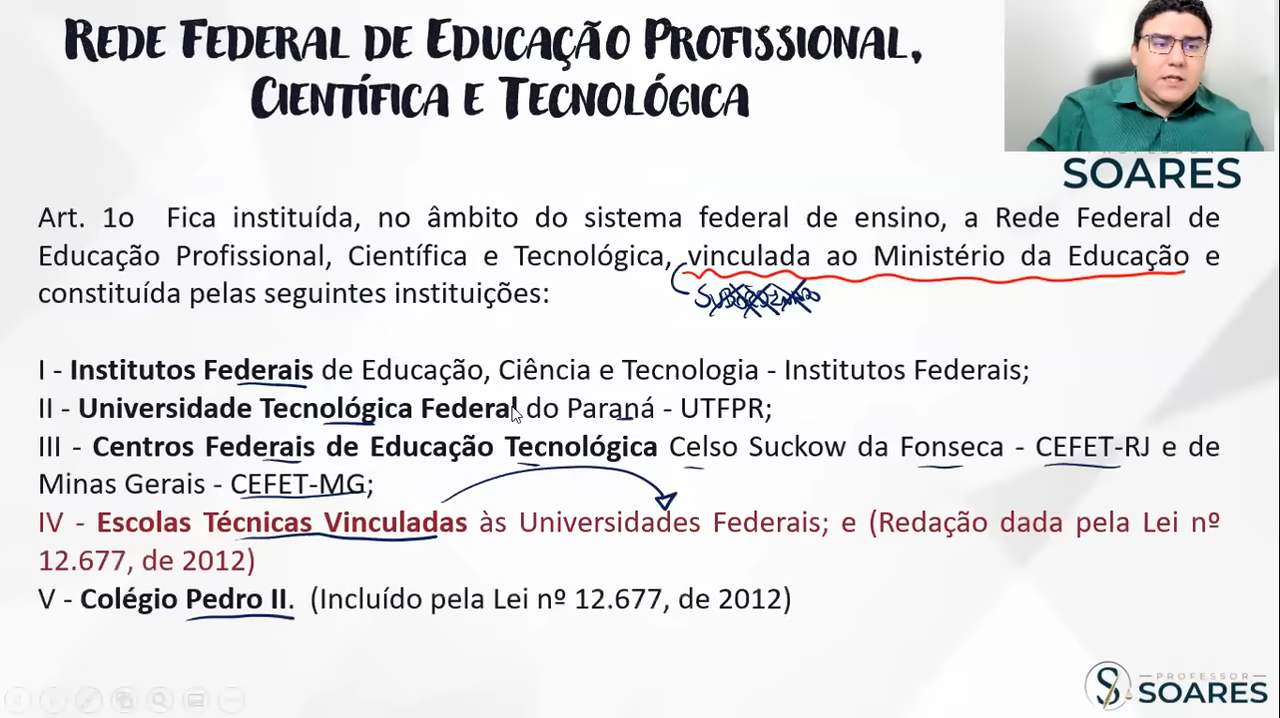 REDE FEDERAL DE EDUCAÇÃO PROFISSIONAL,
CIENTÍFICA E TECNOLÓGICA
SOARES
Art. 1o Fica instituída, no âmbito do sistema federal de ensino, a Rede Federal de
Educação Profissional, Científica e Tecnológica, vinculada ao Ministério da Educação e
constituída pelas seguintes instituições:
I - Institutos Federais de Educação, Ciência e Tecnologia - Institutos Federais;
II - Universidade Tecnológica Federal do Paraná - UTFPR;
III - Centros Federais de Educação Tecnológica Celso Suckow da Fonseca - CEFET-RJ e de
Minas Gerais - CEFET-MG;
IV - Escolas Técnicas Vinculadas às Universidades Federais; e (Redação dada pela Lei nº
12.677, de 2012)
V - Colégio Pedro II. (Incluído pela Lei nº 12.677, de 2012)
PROFESSOR
SOARES